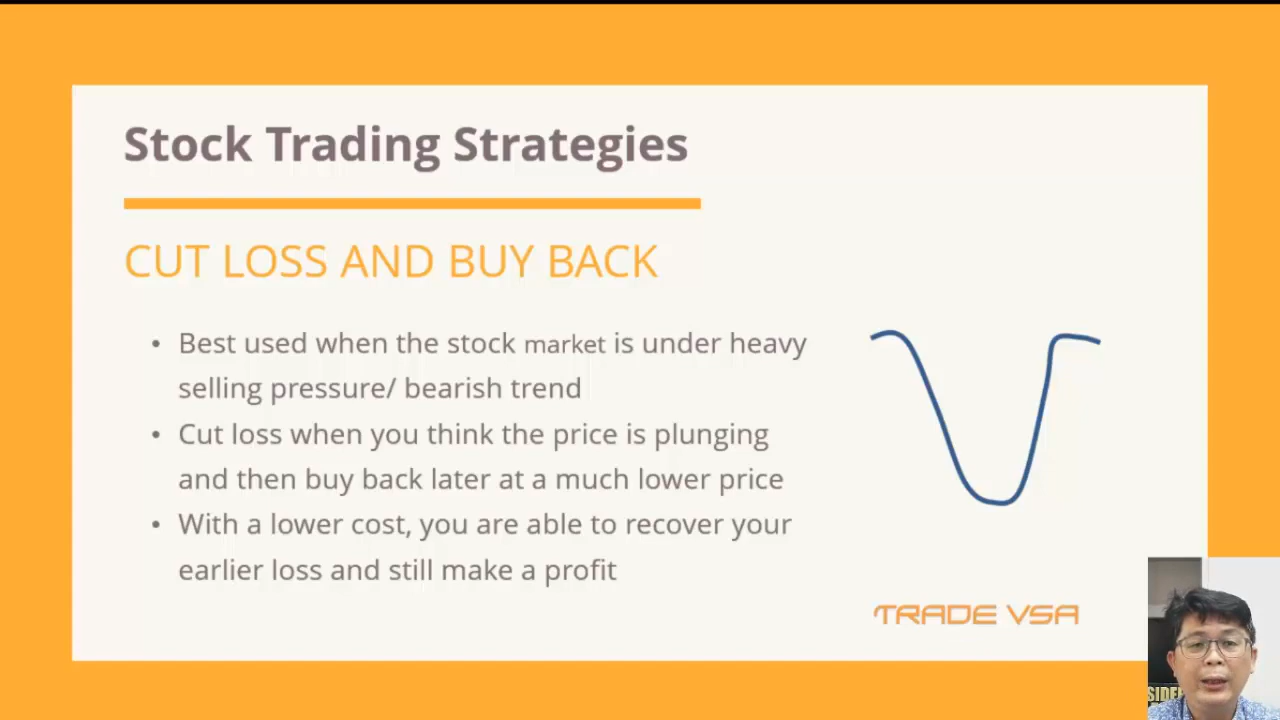 Stock Trading Strategies
CUT LOSS AND BUY BACK
• Best used when the stock market is under heavy
selling pressure/ bearish trend
• Cut loss when you think the price is plunging
and then buy back later at a much lower price
• With a lower cost, you are able to recover your
earlier loss and still make a profit
TRADE VSA